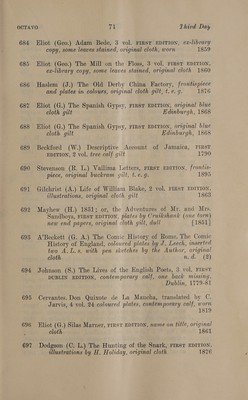 OCTAVO 71 Third Day
684 Eliot (Geo.) Adam Bede, 3 vol. FIRST EDITION, ex-library
copy, some leaves stained, original cloth, worn 1859
685 Eliot (Geo.) The Mill on the Floss, 3 vol. FIRST EDITION,
ex-library copy, some leaves stained, original cloth 1860
686 Haslem (J.) The Old Derby China Factory, frontispiece
and plates in colours, original cloth gilt, t. e. g. 1876
687 Eliot (G.) The Spanish Gypsy, FIRST EDITION, original blue
cloth gilt Edinburgh, 1868
688 Eliot (G.) The Spanish Gypsy, FIRST EDITION, original blue
cloth gilt Edinburgh, 1868
689 Beckford (W.) Descriptive Account of Jamaica, FIRST
EDITION, 2 vol. tree calf gilt 1790
690 Stevenson (R. L.) Vailima Letters, FIRST EDITION, frontis-
piece, original buckram gilt, t. e. g. 1895
691 Gilchrist (A.) Life of William Blake, 2 vol. FIRST EDITION,
illustrations, original cloth gilt 1863
692 Mayhew (H.) 1851; or, the Adventures of Mr. and Mrs.
Sandboys, FIRST EDITION, plates by Cruikshank (one torn)
new end papers, original cloth gilt, dull [1851]
693 A'Beckett (G. A.) The Comic History of Rome, The Comic
History of England, coloured plates by J. Leech, inserted
two A. L. s. with pen sketches by the Author, original
cloth n. d. (2)
694 Johnson (S.) The Lives of the English Poets, 3 vol. FIRST
DUBLIN EDITION, contemporary calf, one back missing,
Dublin, 1779-81
695 Cervantes. Don Quixote de La Mancha, translated by C.
Jarvis, 4 vol. 24 coloured plates, contemporary calf, worn
1819
696 Eliot (G.) Silas Marner, FIRST EDITION, name on title, original
cloth 1861
697 Dodgson (C. L.) The Hunting of the Snark, FIRST EDITION,
illustrations by H. Holiday, original cloth 1876